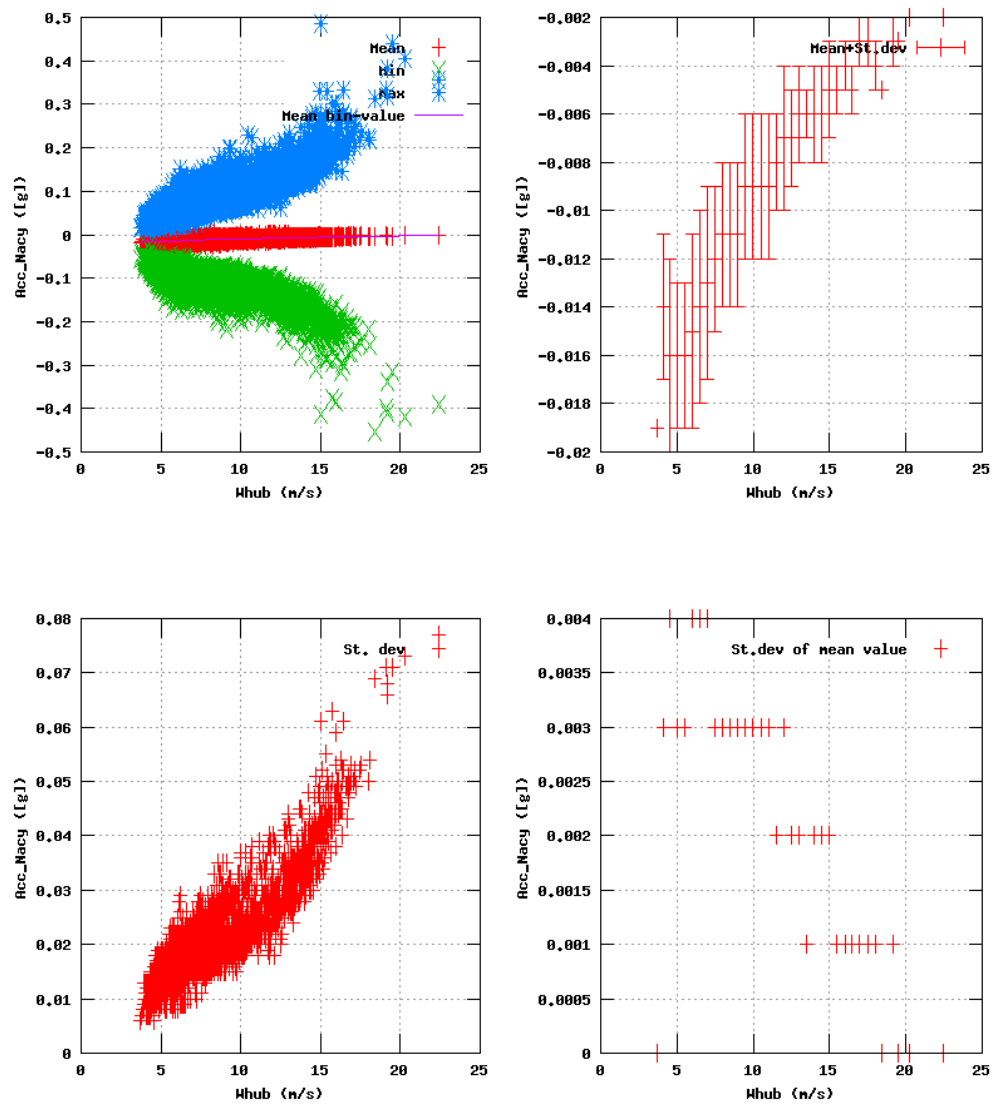 0.5
0.4
0.3
0.2
0.1
0
-0.1
-0.2
-0.3
-0.4
-0.5
Acc_Nacy ([g])
Mean
Min
Max
Mean bin-value
0 5 10 15 20 25
Whub (m/s)
-0.002
-0.004
-0.006
-0.008
-0.01
-0.012
-0.014
-0.016
-0.018
-0.02
Acc_Nacy ([g])
Mean+St.dev
0 5 10 15 20 25
Whub (m/s)
0.08
0.07
0.06
0.05
0.04
0.03
0.02
0.01
0
Acc_Nacy ([g])
St. dev
0 5 10 15 20 25
Whub (m/s)
0.004
0.0035
0.003
0.0025
0.002
0.0015
0.001
0.0005
0
Acc_Nacy ([g])
St.dev of mean value
0 5 10 15 20 25
Whub (m/s)